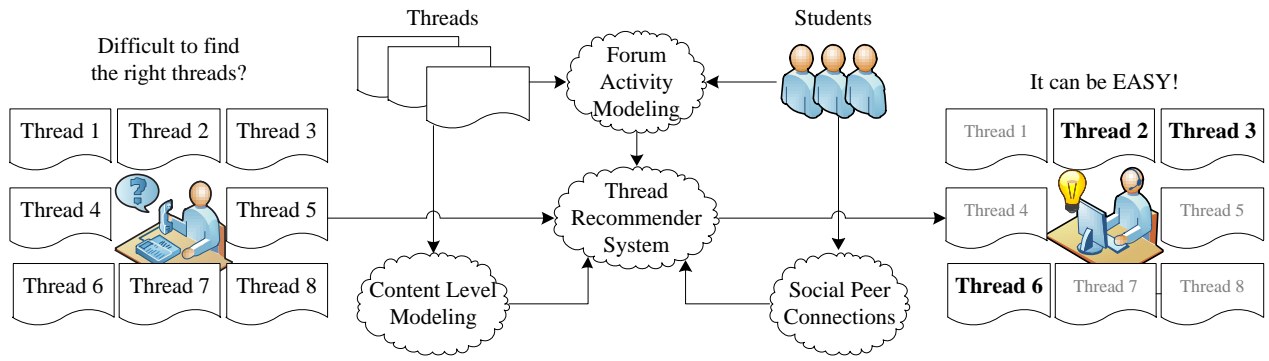 Difficult to find
the right threads?
Thread 1
Thread 2
Thread 3
Thread 4
Thread 5
Thread 6
Thread 7
Thread 8
Threads
Students
Forum
Activity
Modeling
Thread
Recommender
System
Content Level
Modeling
Social Peer
Connections
It can be EASY!
Thread 1
Thread 2
Thread 3
Thread 4
Thread 5
Thread 6
Thread 7
Thread 8